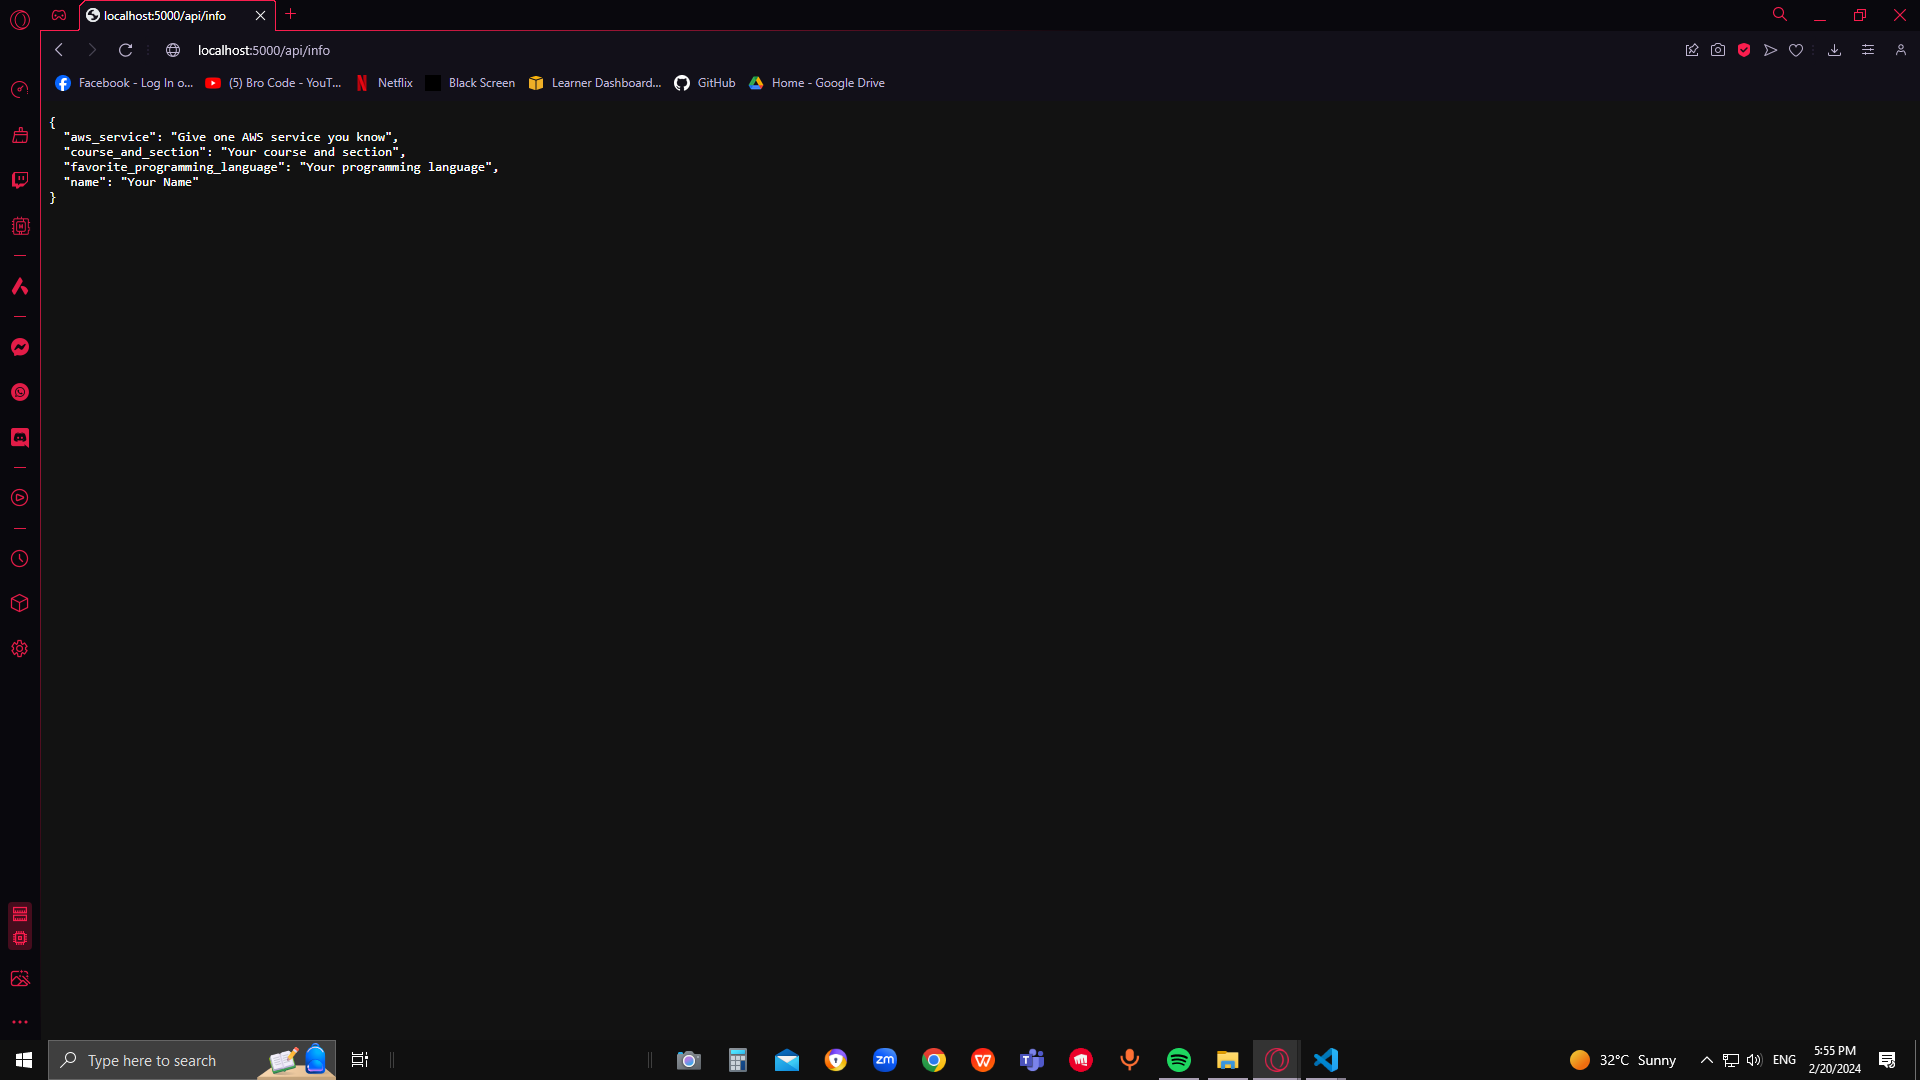 localhost:5000/api/info
localhost:5000/api/info
Facebook - Log In o... (5) Bro Code - YouT... Netflix Black Screen Learner Dashboard... GitHub Home - Google Drive
{
  "aws_service": "Give one AWS service you know",
  "course_and_section": "Your course and section",
  "favorite_programming_language": "Your programming language",
  "name": "Your Name"
}
Type here to search
zm
32°C Sunny
ENG
5:55 PM
2/20/2024